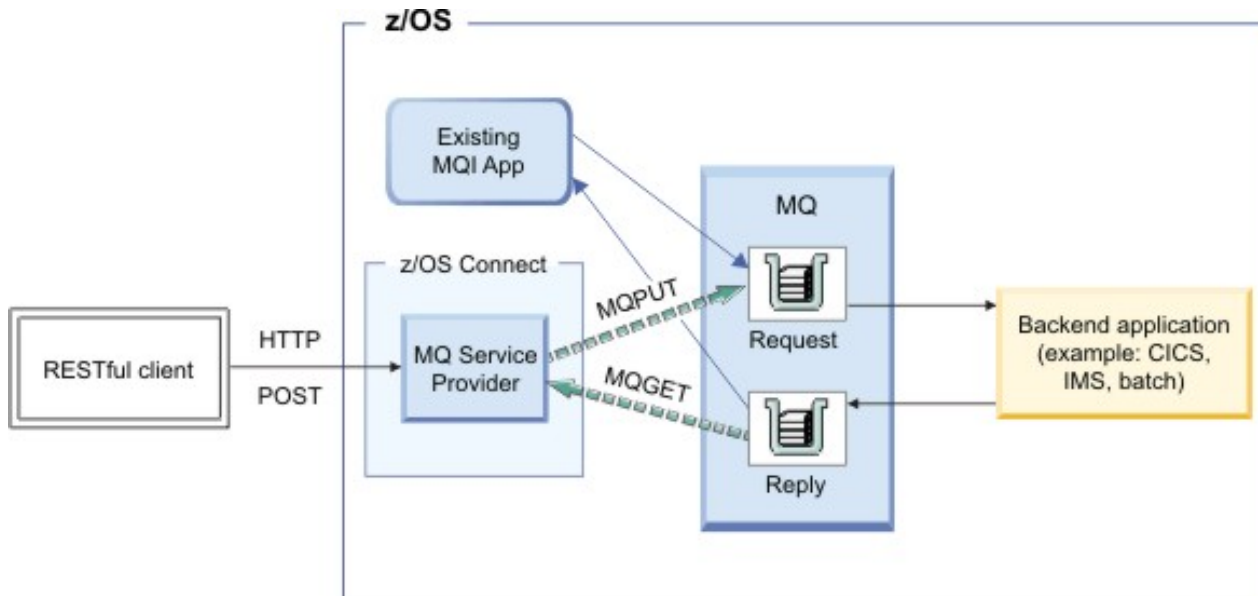 z/OS
Existing
MQI App
MQ
z/OS Connect
MQPUT
Request
HTTP
POST
RESTful client
MQ Service
Provider
MQGET
Reply
Backend application
(example: CICS,
IMS, batch)